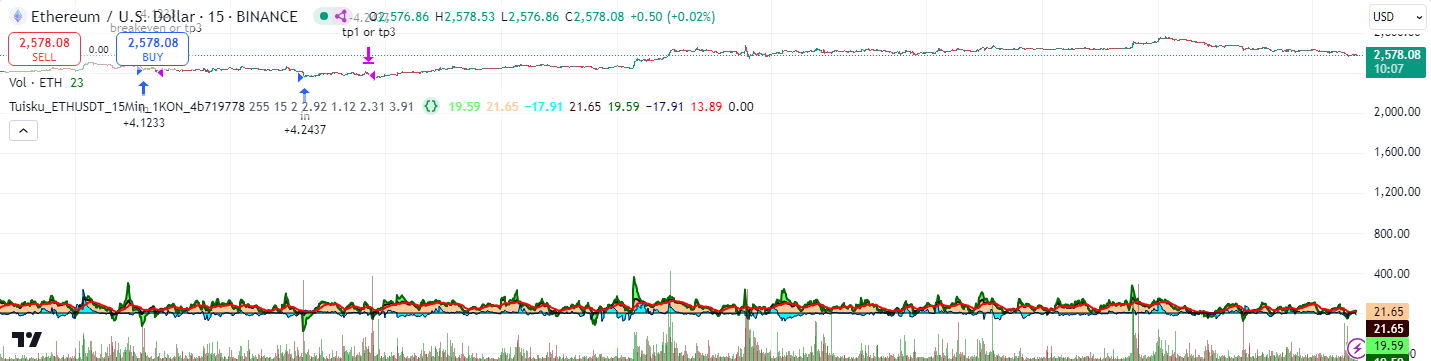 Ethereum / U.S. Dollar · 15 · BINANCE
O2,576.86 H2,578.53 L2,576.86 C2,578.08 +0.50 (+0.02%)
USD
breakeven or tp3
tp1 or tp3
2,578.08
SELL
0.00
2,578.08
BUY
2,578.08
10:07
Vol · ETH 23
Tuisku_ETHUSDT_15Min_1KON_4b719778 255 15 2 2.92 1.12 2.31 3.91 {} 19.59 21.65 −17.91 21.65 19.59 −17.91 13.89 0.00
in
+4.1233
in
+4.2437
2,000.00
1,600.00
1,200.00
800.00
400.00
21.65
21.65
19.59